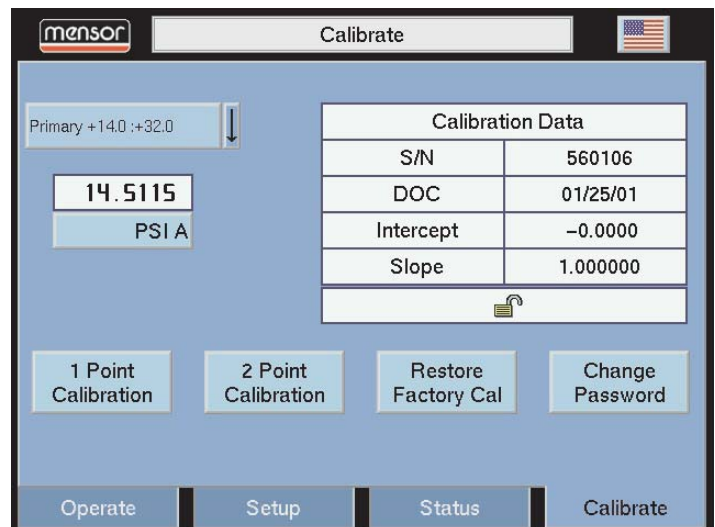 mensor
Calibrate
Primary +14.0 :+32.0
14.5115
PSI A
Calibration Data
S/N 560106
DOC 01/25/01
Intercept -0.0000
Slope 1.000000
1 Point
Calibration
2 Point
Calibration
Restore
Factory Cal
Change
Password
Operate Setup Status Calibrate